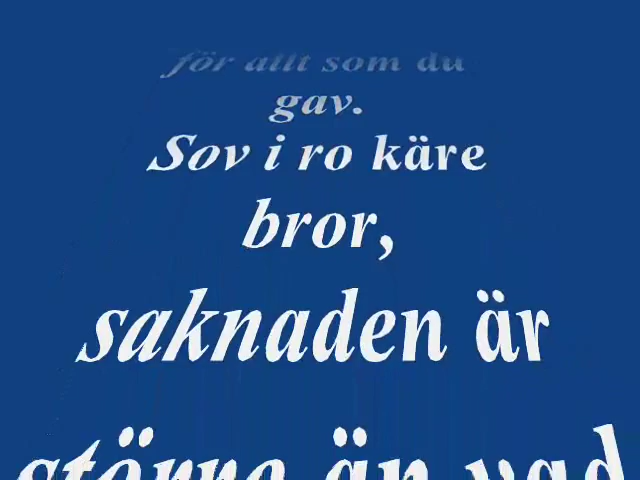 för allt som du
gav.
Sov i ro käre
bror,
saknaden är
större än vad